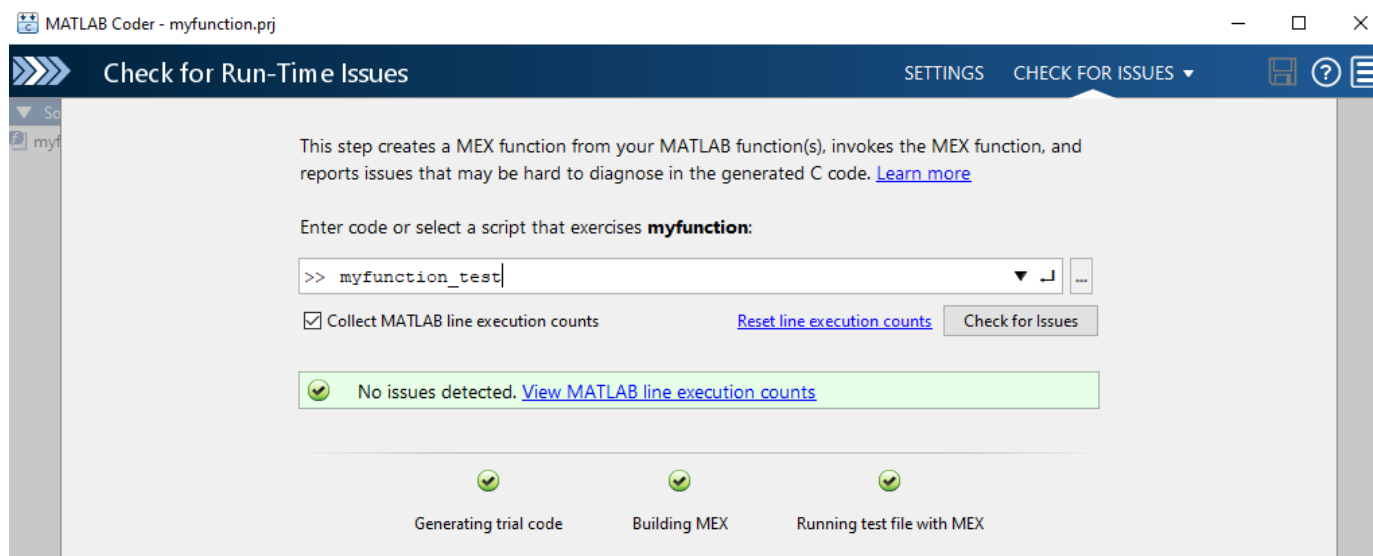 MATLAB Coder - myfunction.prj
Check for Run-Time Issues
SETTINGS
CHECK FOR ISSUES
So
myf
This step creates a MEX function from your MATLAB function(s), invokes the MEX function, and
reports issues that may be hard to diagnose in the generated C code. Learn more
Enter code or select a script that exercises myfunction:
>> myfunction_test
...
Collect MATLAB line execution counts
Reset line execution counts
Check for Issues
No issues detected. View MATLAB line execution counts
Generating trial code
Building MEX
Running test file with MEX